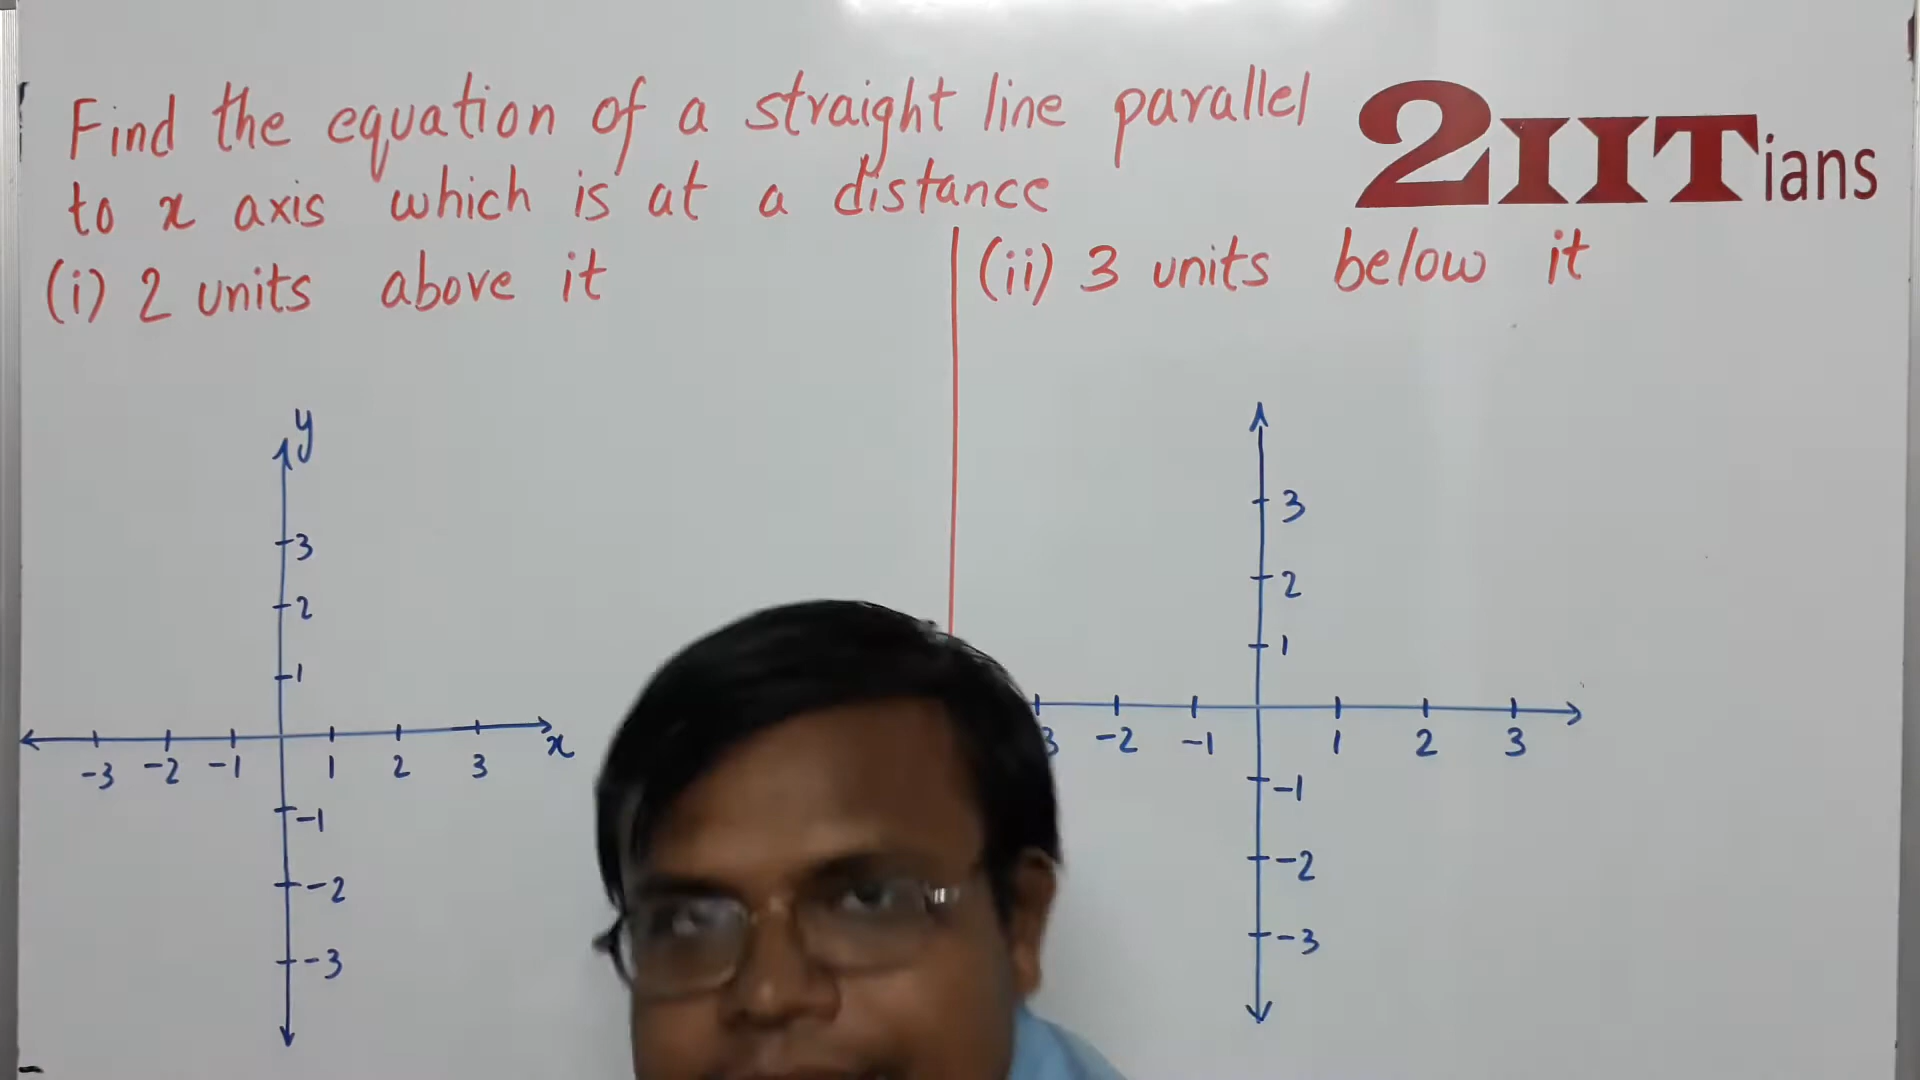 Find the equation of a straight line parallel
to x axis which is at a distance
2IITians
(i) 2 units above it
(ii) 3 units below it
y
3
2
1
x
-3 -2 -1 1 2 3
-1
-2
-3
3
2
1
3 -2 -1 1 2 3
-1
-2
-3